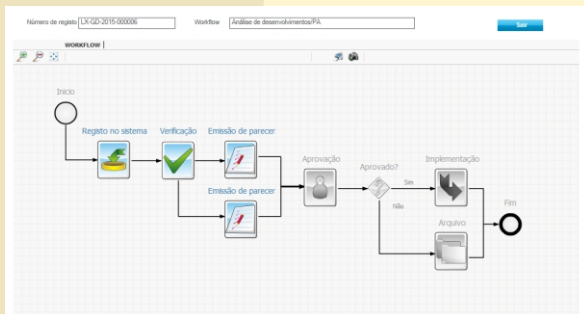 Número de registo LX-GD-2015-000006 Workflow Análise de desenvolvimentos/PA Sair
WORKFLOW
Início
Registo no sistema Verificação Emissão de parecer
Aprovação Aprovado? Implementação
Sim
Emissão de parecer
Não
Fim
Arquivo